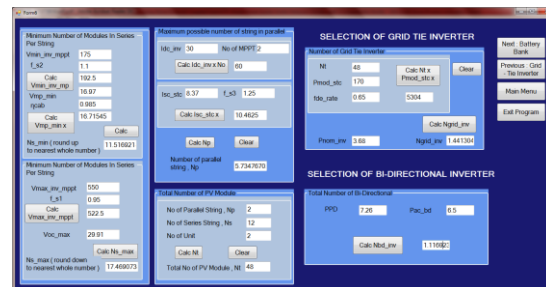 Form8
Minimum Number of Modules In Series Per String
Vmin_inv_mppt 175
f_s2 1.1
Calc Vmin_inv_mp 192.5
Vmp_min 16.97
ηcab 0.985
Calc Vmp_min x 16.71545
Calc
Ns_min ( round up to nearest whole number ) 11.516821
Minimum Number of Modules In Series Per String
Vmax_inv_mppt 550
f_s1 0.95
Calc Vmax_inv_mppt 522.5
Voc_max 29.91
Calc Ns_max
Ns_max ( round down to nearest whole number ) 17.469073
Maximum possible number of string in parallel
Idc_inv 30 No of MPPT 2
Calc Idc_inv x No 60
Isc_stc 8.37 f_s3 1.25
Calc Isc_stc x 10.4625
Calc Np Clear
Number of parallel string , Np 5.7347670
Total Number of PV Module
No of Parallel String , Np 2
No of Series String , Ns 12
No of Unit 2
Calc Nt Clear
Total No of PV Module , Nt 48
SELECTION OF GRID TIE INVERTER
Number of Grid Tie Inverter
Nt 48
Pmod_stc 170
Calc Nt x Pmod_stc x
Clear
fde_rate 0.65 5304
Calc Ngrid_inv
Pnom_inv 3.68 Ngrid_inv 1.441304
SELECTION OF BI-DIRECTIONAL INVERTER
Total Number of Bi-Directional
PPD 7.26 Pac_bd 6.5
Calc Nbd_inv
Next Battery Bank
Previous : Grid - Tie Inverter
Main Menu
Exit Program